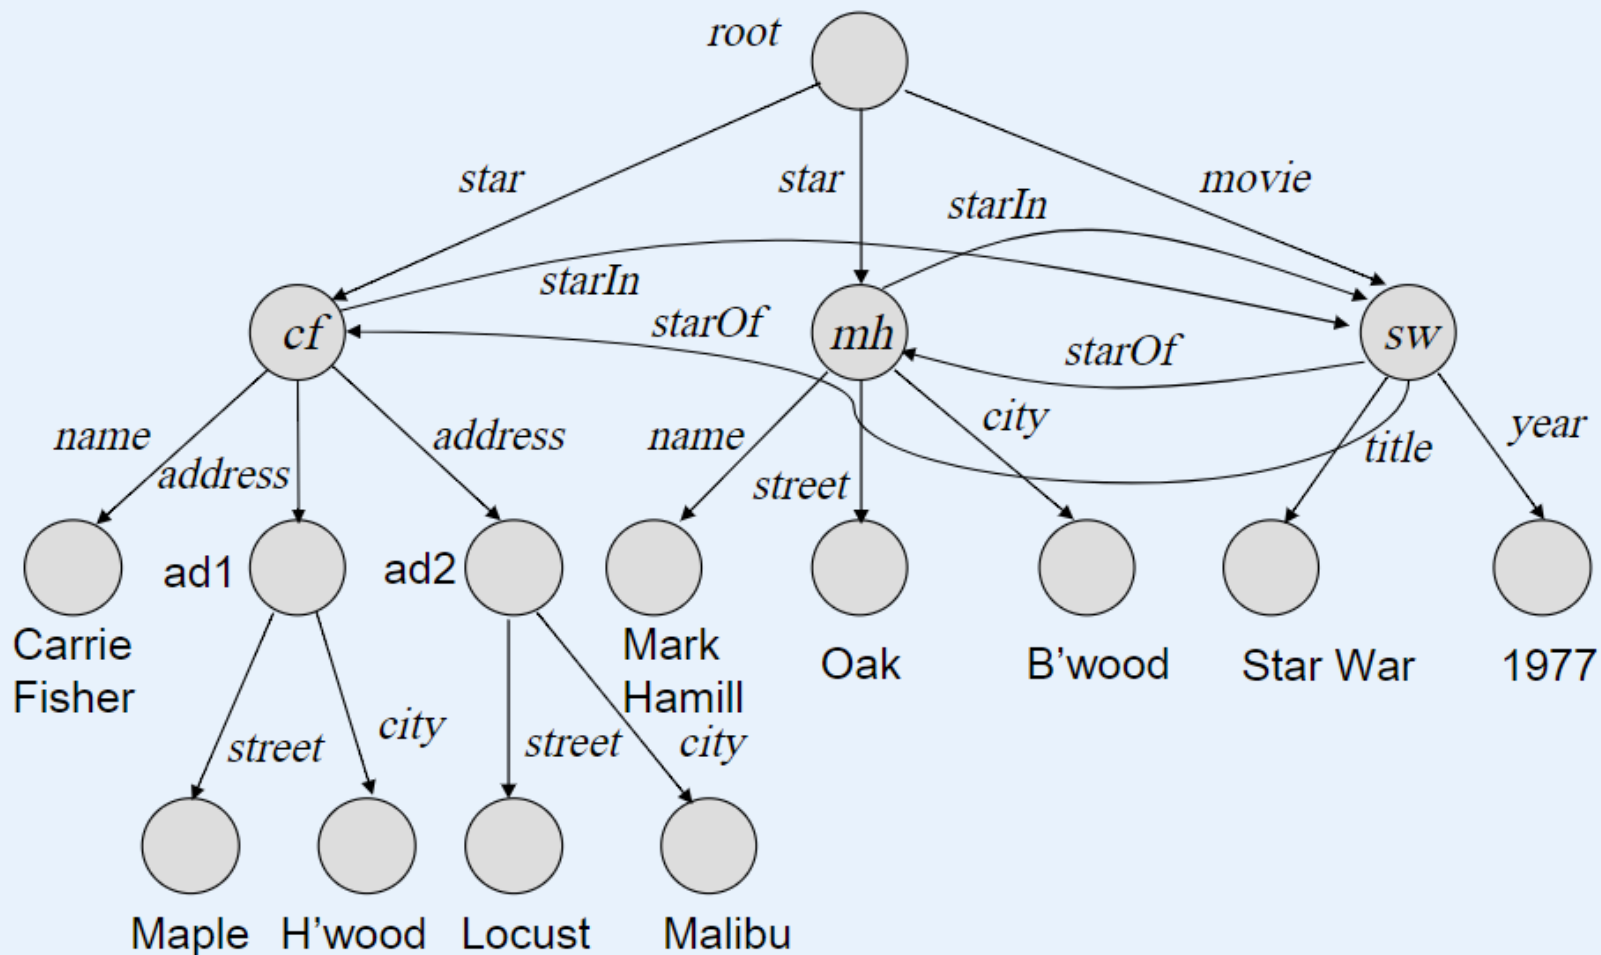 root
star
star
movie
starIn
starIn
starOf
starOf
cf
mh
sw
name
address
address
name
street
city
title
year
ad1
ad2
Carrie
Fisher
Mark
Hamill
Oak
B'wood
Star War
1977
street
city
street
city
Maple
H'wood
Locust
Malibu